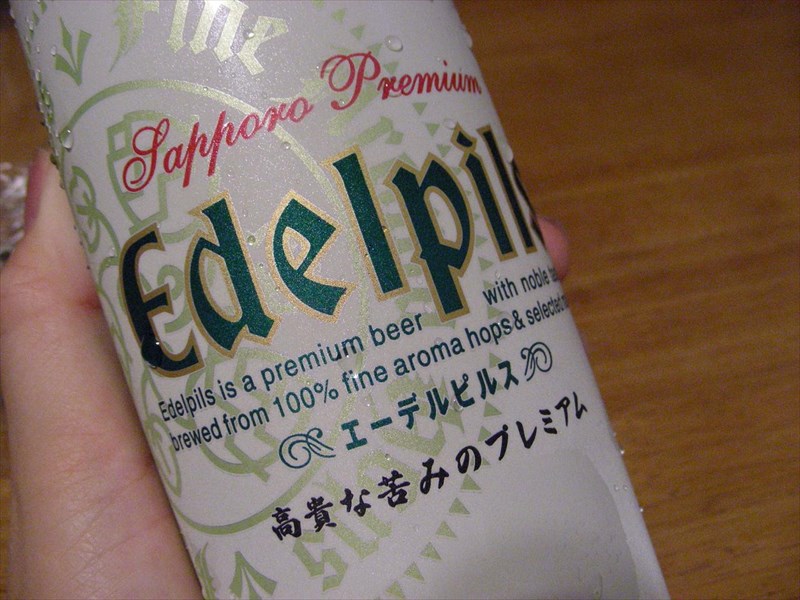 Fine
Sapporo Premium
Edelpils
Edelpils is a premium beer with noble
brewed from 100% fine aroma hops & selected
エーデルピルス
高貴な苦みのプレミアム